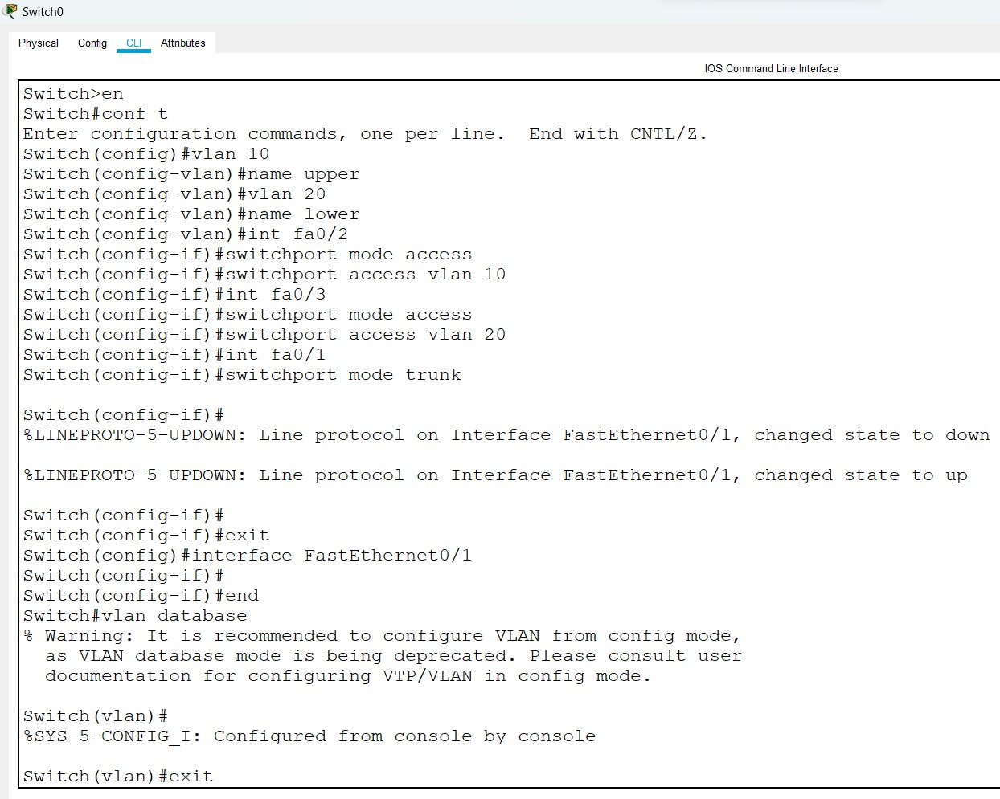 Switch0
Physical Config CLI Attributes
IOS Command Line Interface
Switch>en
Switch#conf t
Enter configuration commands, one per line.  End with CNTL/Z.
Switch(config)#vlan 10
Switch(config-vlan)#name upper
Switch(config-vlan)#vlan 20
Switch(config-vlan)#name lower
Switch(config-vlan)#int fa0/2
Switch(config-if)#switchport mode access
Switch(config-if)#switchport access vlan 10
Switch(config-if)#int fa0/3
Switch(config-if)#switchport mode access
Switch(config-if)#switchport access vlan 20
Switch(config-if)#int fa0/1
Switch(config-if)#switchport mode trunk
Switch(config-if)#
%LINEPROTO-5-UPDOWN: Line protocol on Interface FastEthernet0/1, changed state to down
%LINEPROTO-5-UPDOWN: Line protocol on Interface FastEthernet0/1, changed state to up
Switch(config-if)#
Switch(config-if)#exit
Switch(config)#interface FastEthernet0/1
Switch(config-if)#
Switch(config-if)#end
Switch#vlan database
% Warning: It is recommended to configure VLAN from config mode,
as VLAN database mode is being deprecated. Please consult user
documentation for configuring VTP/VLAN in config mode.
Switch(vlan)#
%SYS-5-CONFIG_I: Configured from console by console
Switch(vlan)#exit